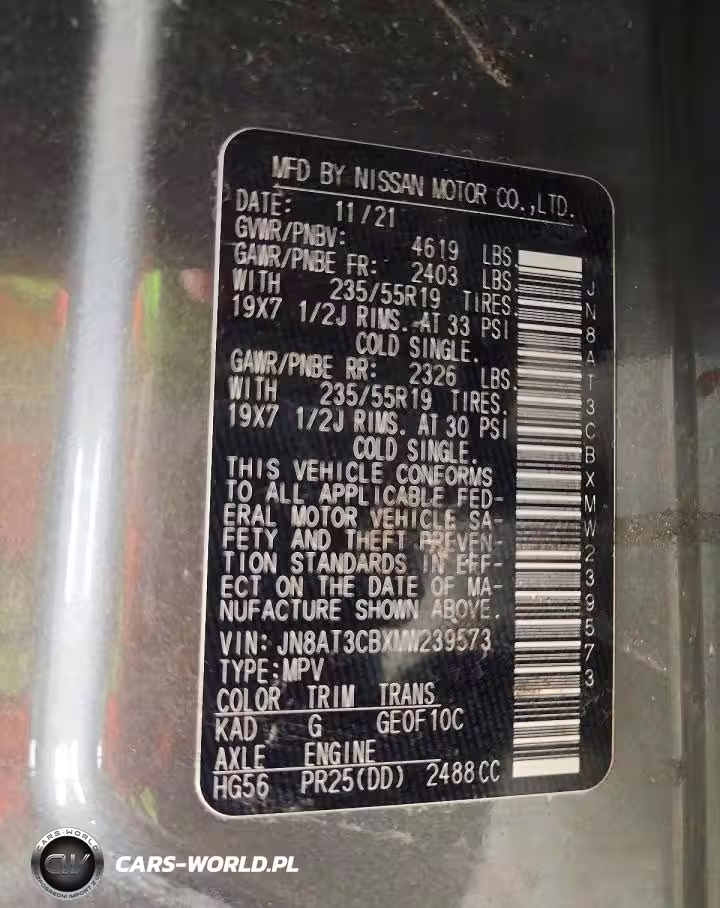 MFD BY NISSAN MOTOR CO.,LTD.
DATE: 11/21
GVWR/PNBV: 4619 LBS
GAWR/PNBE FR: 2403 LBS
WITH 235/55R19 TIRES.
19X7 1/2J RIMS. AT 33 PSI
COLD SINGLE.
GAWR/PNBE RR: 2326 LBS
WITH 235/55R19 TIRES.
19X7 1/2J RIMS. AT 30 PSI
COLD SINGLE.
THIS VEHICLE CONFORMS
TO ALL APPLICABLE FED-
ERAL MOTOR VEHICLE SA-
FETY AND THEFT PREVEN-
TION STANDARDS IN EFF-
ECT ON THE DATE OF MA-
NUFACTURE SHOWN ABOVE.
VIN: JN8AT3CBXMW239573
TYPE:MPV
COLOR TRIM TRANS
KAD G GEOF10C
AXLE ENGINE
HG56 PR25(DD) 2488CC
JN8AT3CBXMW239573
CARS-WORLD
CW
CARS-WORLD.PL